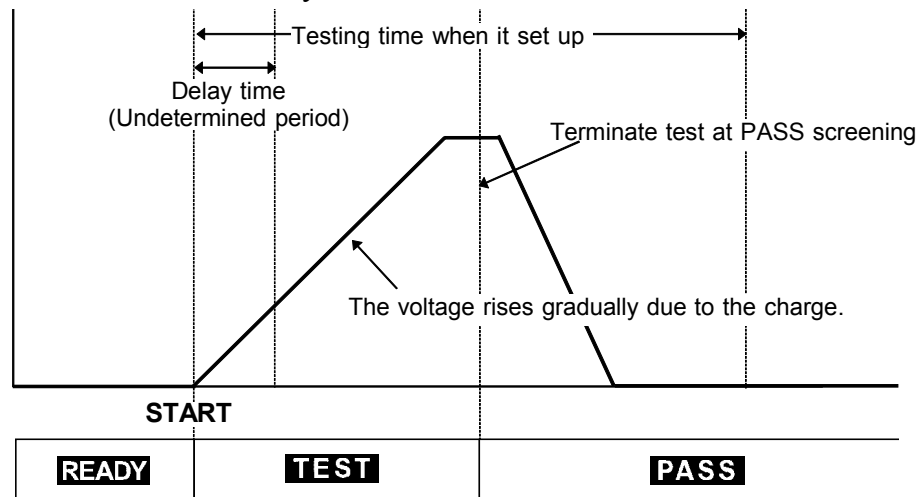 Testing time when it set up
Delay time
(Undetermined period)
Terminate test at PASS screening
The voltage rises gradually due to the charge.
START
READY
TEST
PASS